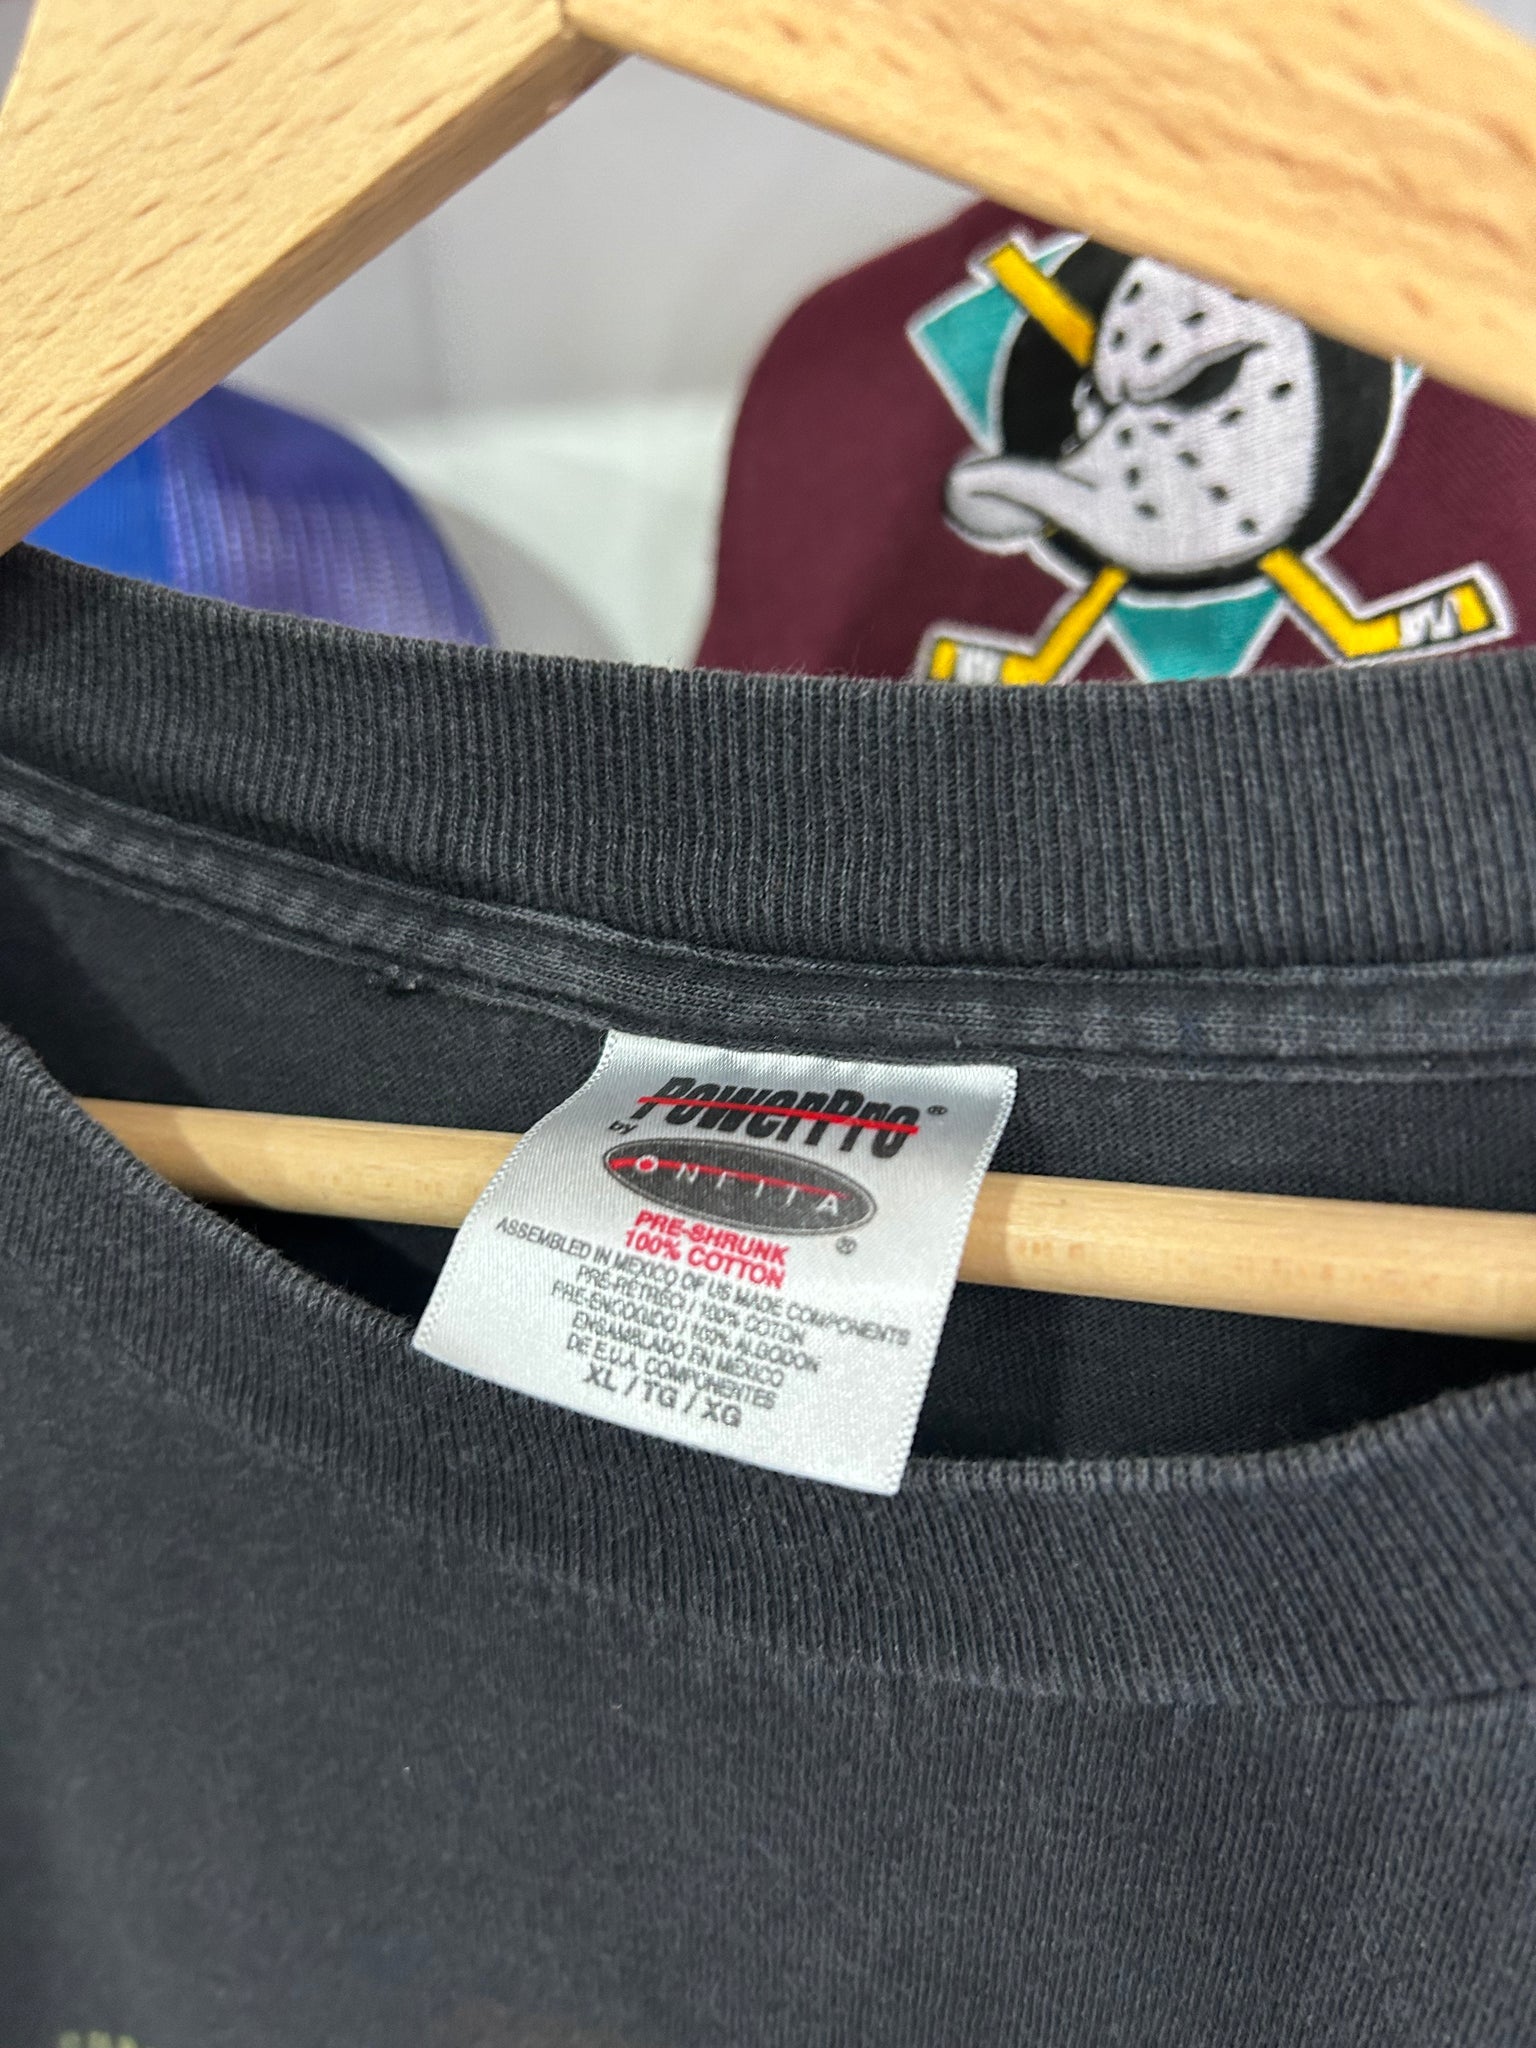 PowerPro®
by
ONEITA
®
PRE-SHRUNK
100% COTTON
ASSEMBLED IN MEXICO OF US MADE COMPONENTS
PRÉ-RÉTRÉCI / 100% COTON
PRE-ENCOGIDO / 100% ALGODON
ENSAMBLADO EN MEXICO
DE E.U.A. COMPONENTES
XL / TG / XG